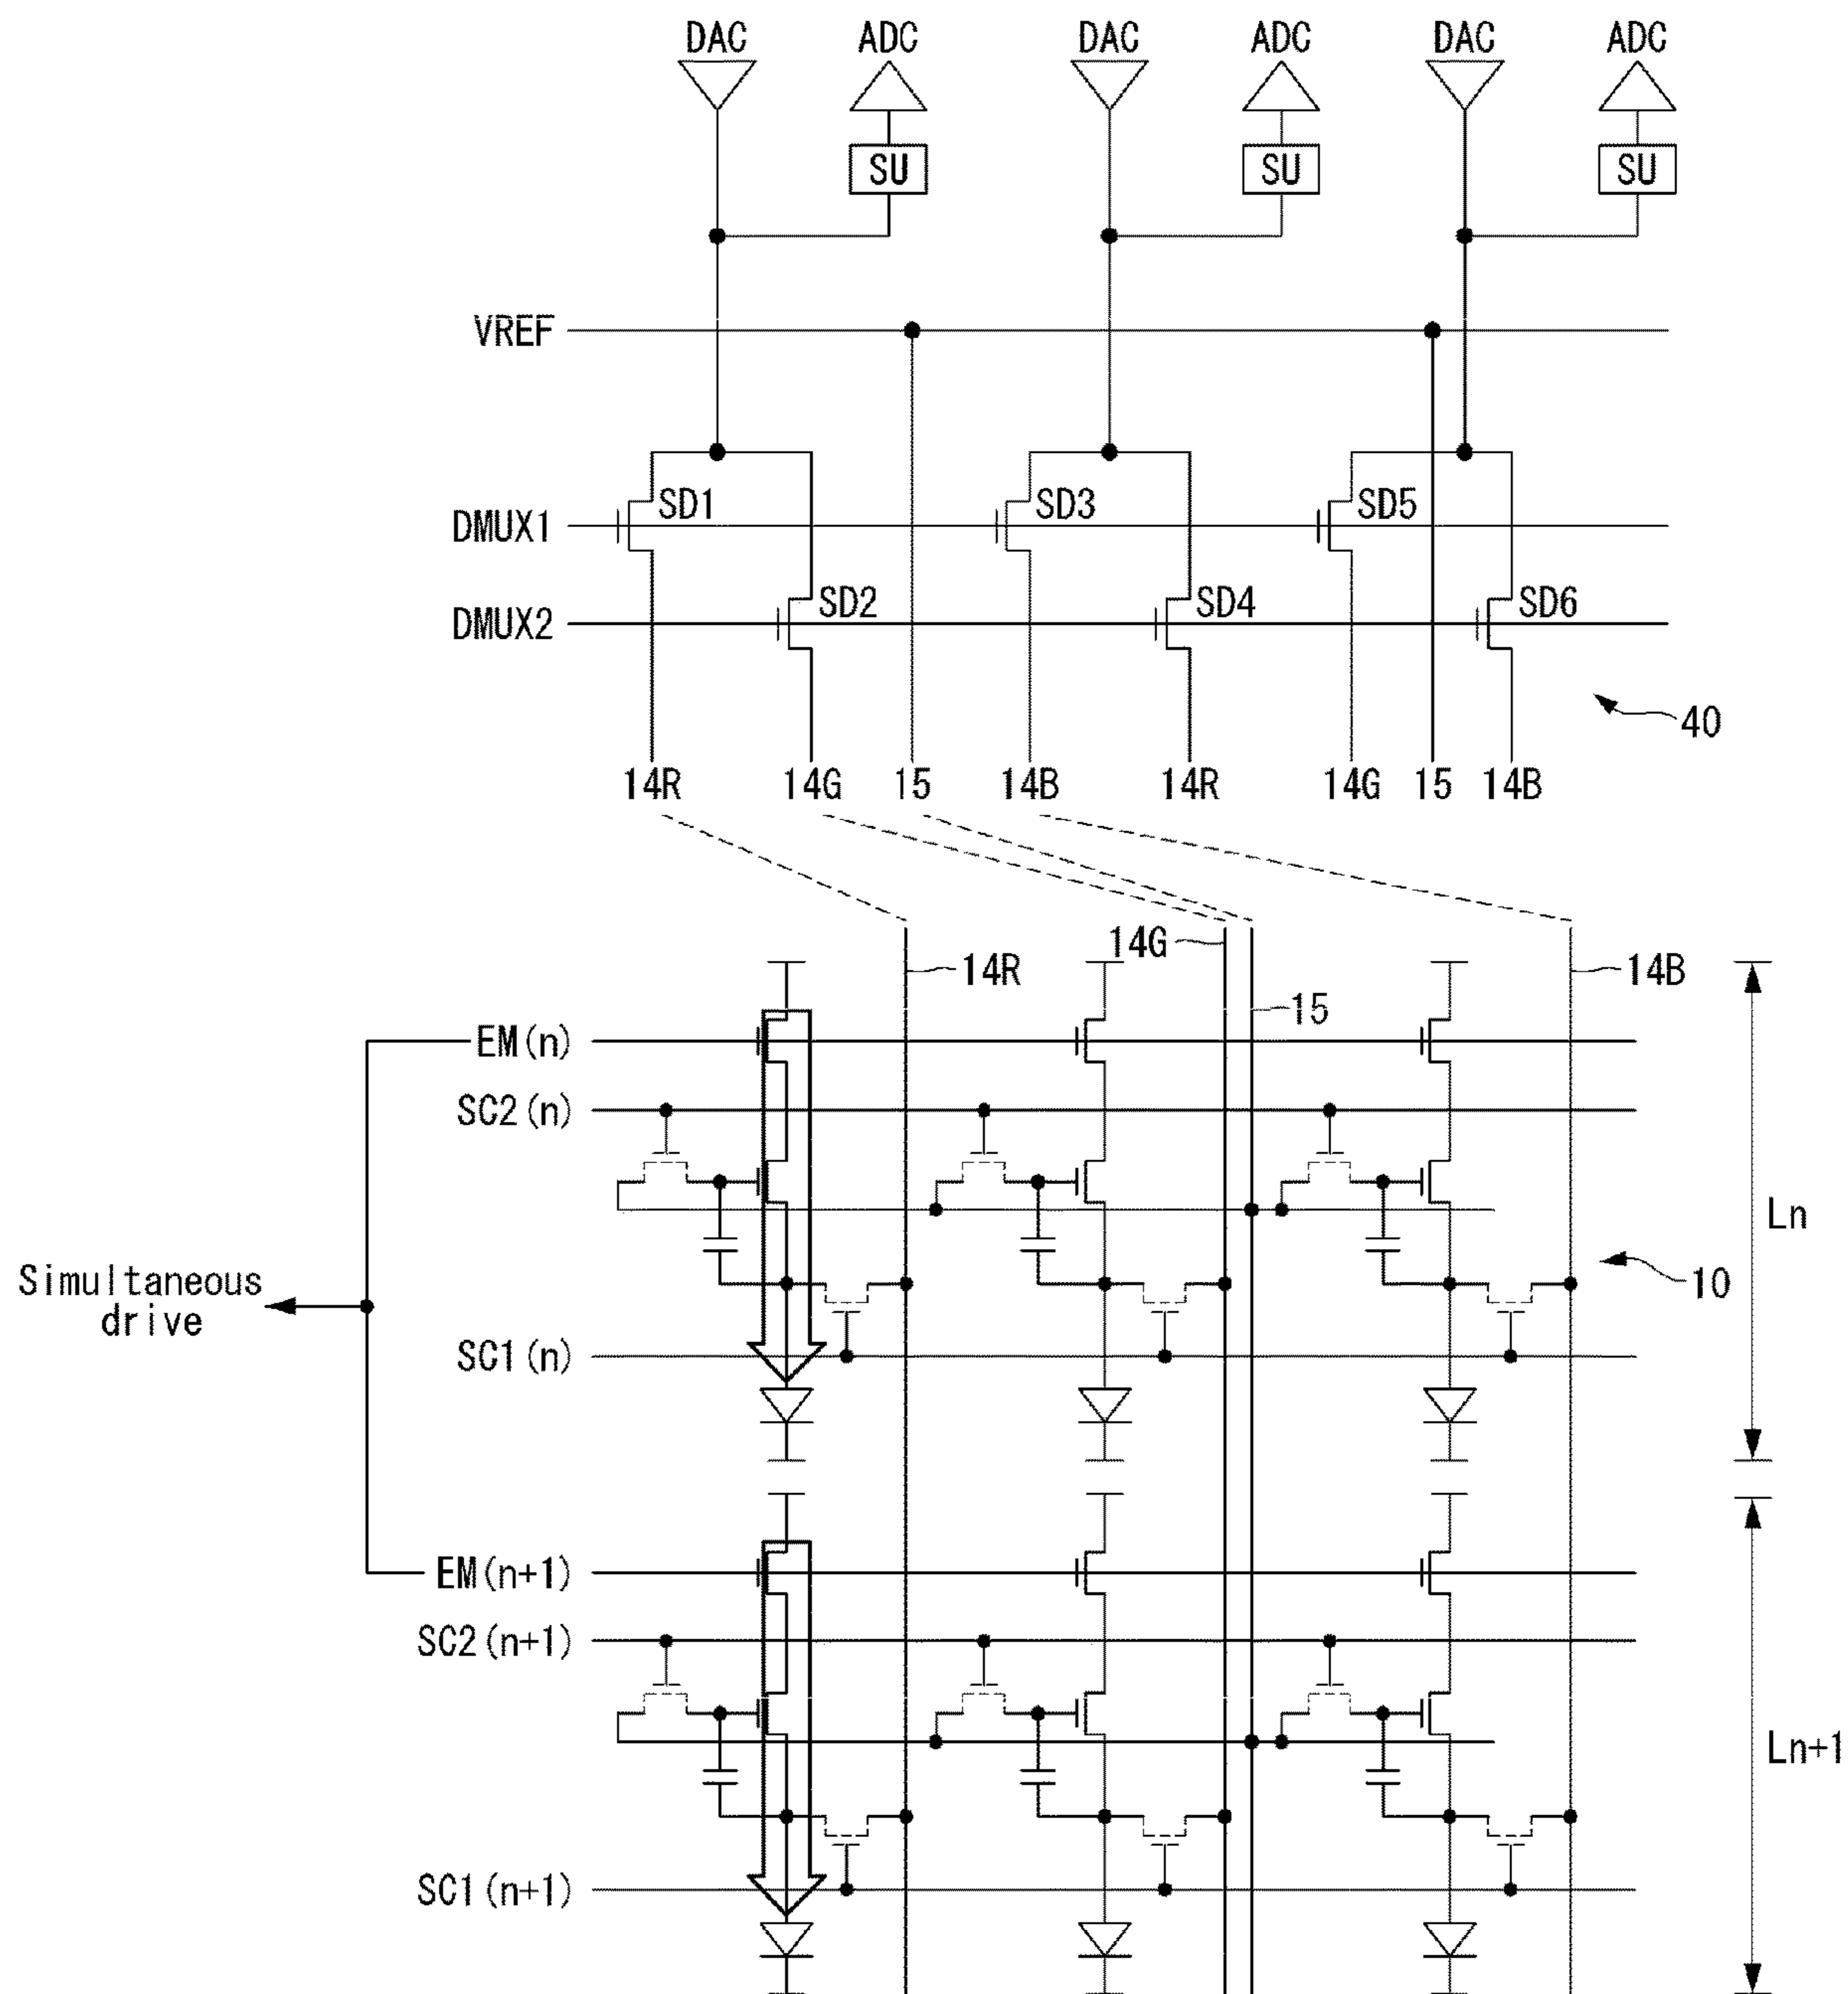 DAC ADC DAC ADC DAC ADC
SU SU SU
VREF
SD1 SD3 SD5
DMUX1
SD2 SD4 SD6
DMUX2
40
14R 14G 15 14B 14R 14G 15 14B
14G
14R 14B
15
EM(n)
SC2(n)
Ln
Simultaneous
drive
10
SC1(n)
EM(n+1)
SC2(n+1)
Ln+1
SC1(n+1)